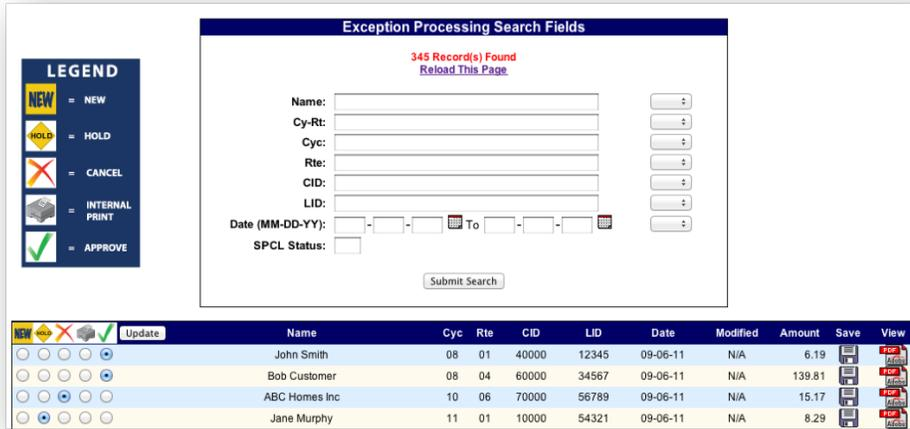 Exception Processing Search Fields
345 Record(s) Found
Reload This Page
LEGEND
NEW = NEW
HOLD = HOLD
= CANCEL
= INTERNAL PRINT
= APPROVE
Name:
Cy-Rt:
Cyc:
Rte:
CID:
LID:
Date (MM-DD-YY): - - To - -
SPCL Status:
Submit Search
NEW HOLD Update Name Cyc Rte CID LID Date Modified Amount Save View
John Smith 08 01 40000 12345 09-06-11 N/A 6.19 PDF Adobe
Bob Customer 08 04 60000 34567 09-06-11 N/A 139.81 PDF Adobe
ABC Homes Inc 10 06 70000 56789 09-06-11 N/A 15.17 PDF Adobe
Jane Murphy 11 01 10000 54321 09-06-11 N/A 8.29 PDF Adobe